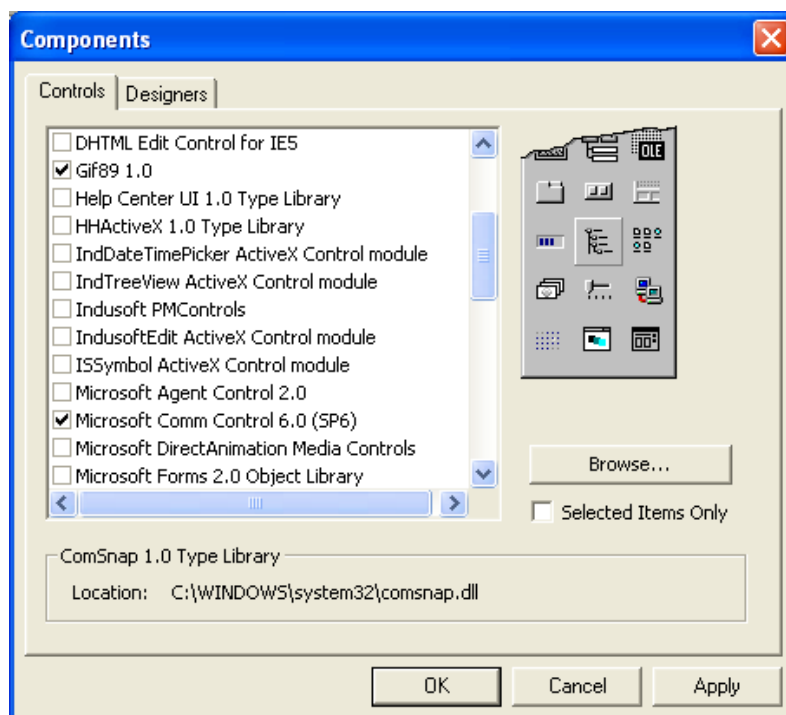 Components
Controls
Designers
DHTML Edit Control for IE5
Gif89 1.0
Help Center UI 1.0 Type Library
HHActiveX 1.0 Type Library
IndDateTimePicker ActiveX Control module
IndTreeView ActiveX Control module
Indusoft PMControls
IndusoftEdit ActiveX Control module
ISSymbol ActiveX Control module
Microsoft Agent Control 2.0
Microsoft Comm Control 6.0 (SP6)
Microsoft DirectAnimation Media Controls
Microsoft Forms 2.0 Object Library
OLE
Browse...
Selected Items Only
ComSnap 1.0 Type Library
Location: C:\WINDOWS\system32\comsnap.dll
OK
Cancel
Apply